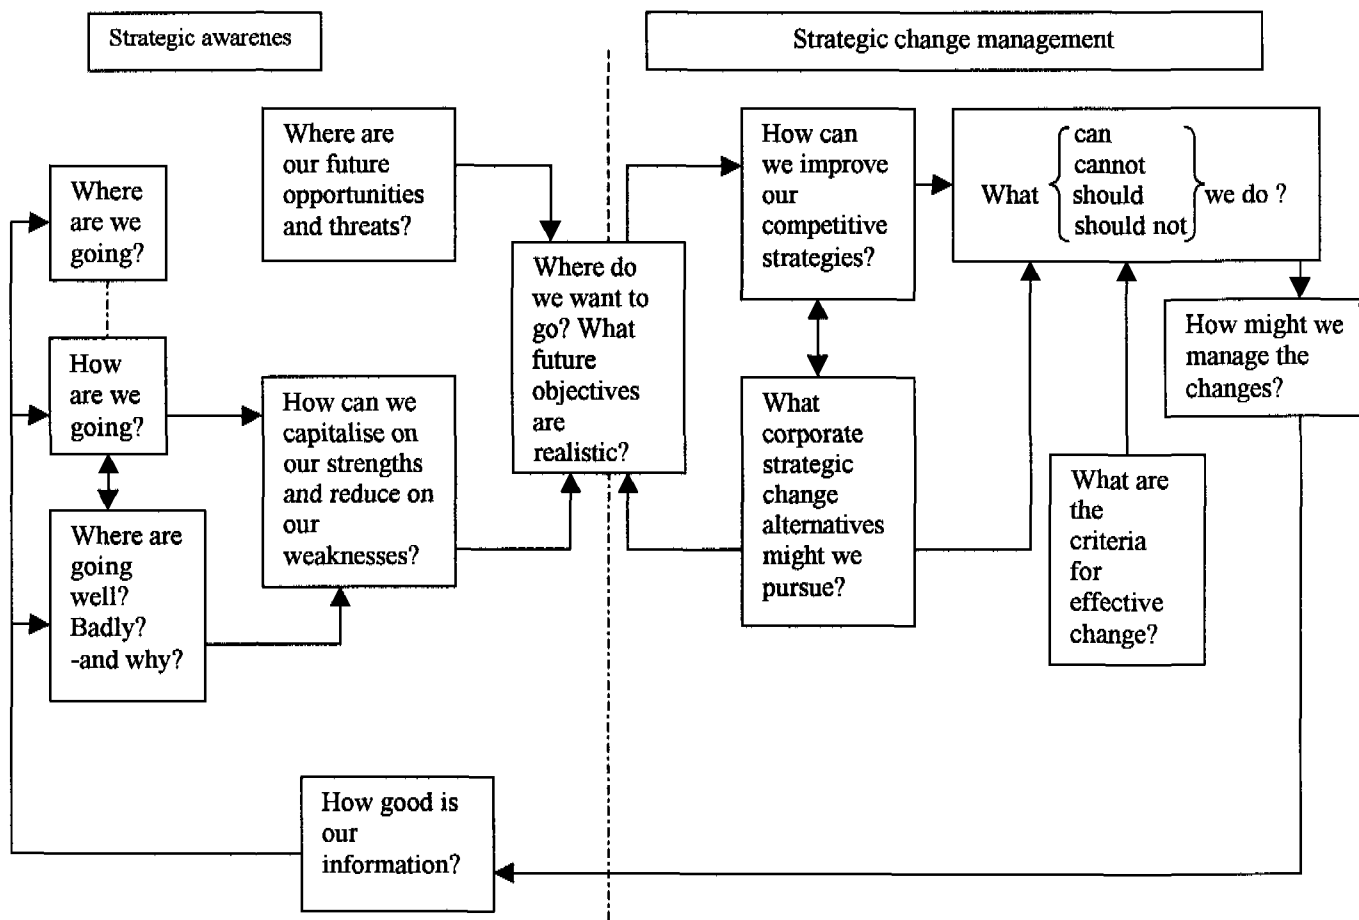 Strategic awarenes
Strategic change management
Where are
our future
opportunities
and threats?
How can
we improve
our
competitive
strategies?
What
can
cannot
should
should not
we do ?
Where
are we
going?
Where do
we want to
go? What
future
objectives
are
realistic?
How might we
manage the
changes?
How
are we
going?
How can we
capitalise on
our strengths
and reduce on
our
weaknesses?
What
corporate
strategic
change
alternatives
might we
pursue?
What are
the
criteria
for
effective
change?
Where are
going
well?
Badly?
-and why?
How good is
our
information?